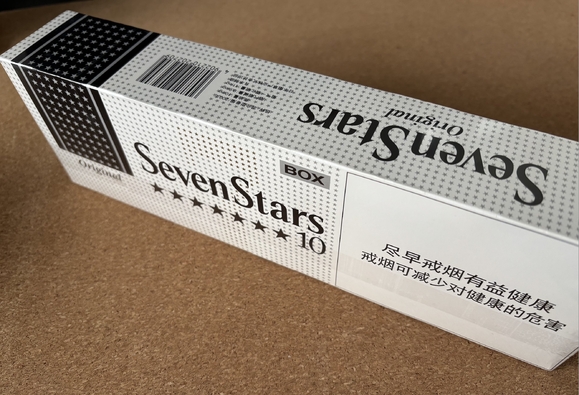 SevenStars
Original
Original
SevenStars
BOX
10
尽早戒烟有益健康
戒烟可减少对健康的危害